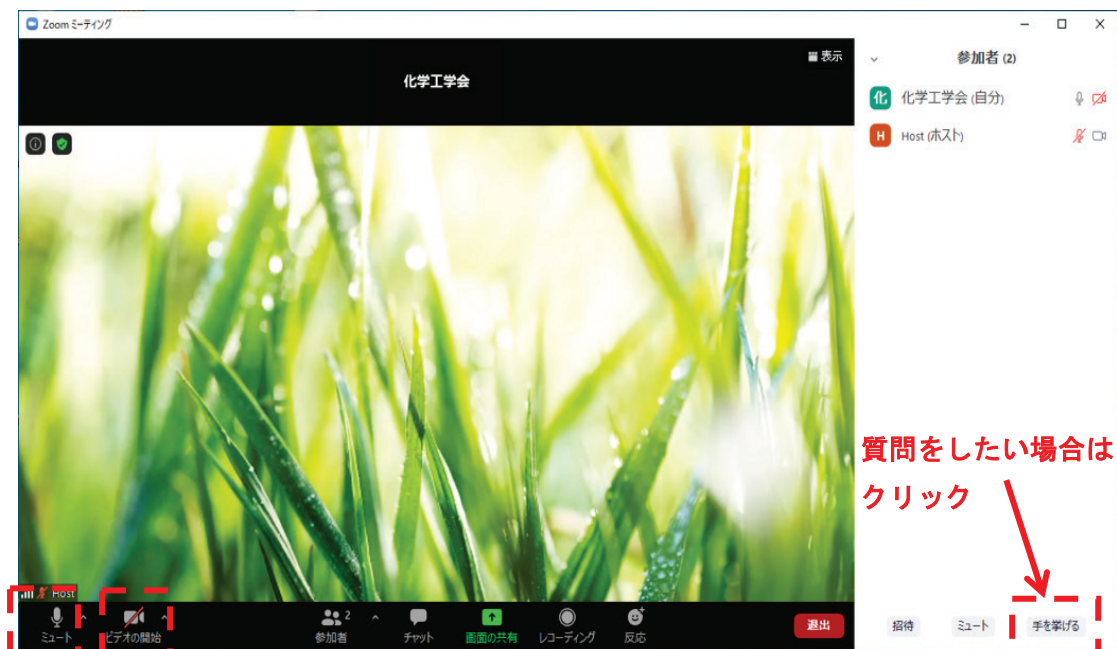 Zoom ミーティング
表示
化学工学会
参加者 (2)
化 化学工学会 (自分)
H Host (ホスト)
質問をしたい場合は
クリック
Host
ミュート
ビデオの開始
参加者 2
チャット
画面の共有
レコーディング
反応
退出
招待
ミュート
手を挙げる